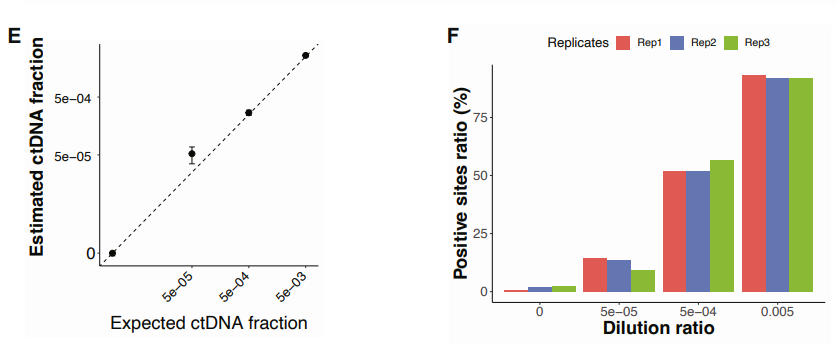 E
Estimated ctDNA fraction
5e−04
5e−05
0
5e−05
5e−04
5e−03
Expected ctDNA fraction
F
Replicates Rep1 Rep2 Rep3
Positive sites ratio (%)
75
50
25
0
0 5e−05 5e−04 0.005
Dilution ratio